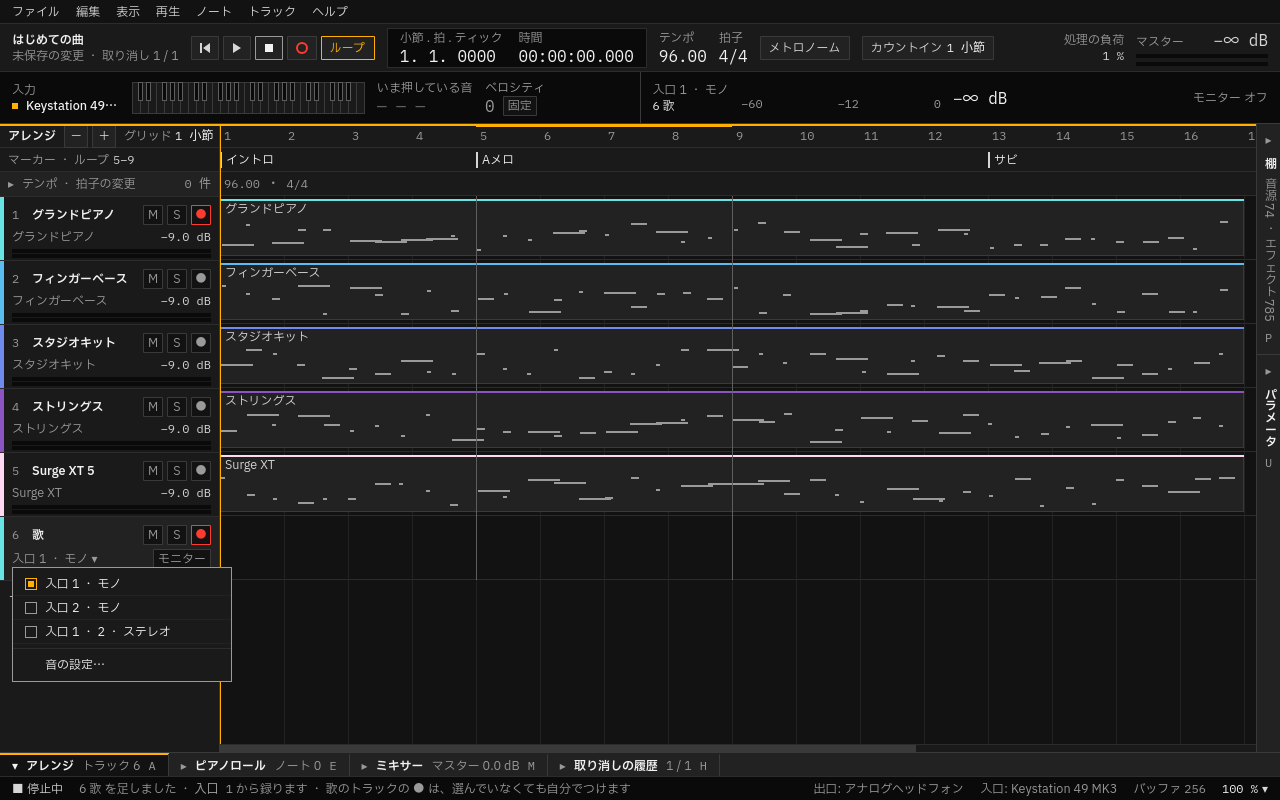 ファイル 編集 表示 再生 ノート トラック ヘルプ
はじめての曲
未保存の変更 · 取り消し 1 / 1
ループ
小節 . 拍 . ティック 時間
1. 1. 0000 00:00:00.000
テンポ 拍子
96.00 4/4
メトロノーム
カウントイン 1 小節
処理の負荷
1 %
マスター −∞ dB
入力
Keystation 49…
いま押している音 ベロシティ
— — — 0 固定
入口 1 · モノ
6 歌
−60 −12 0 −∞ dB
モニター オフ
アレンジ − + グリッド 1 小節
1 2 3 4 5 6 7 8 9 10 11 12 13 14 15 16 1
マーカー · ループ 5–9
イントロ Aメロ サビ
▸ テンポ · 拍子の変更 0 件
96.00 · 4/4
1 グランドピアノ M S
グランドピアノ −9.0 dB
グランドピアノ
2 フィンガーベース M S
フィンガーベース −9.0 dB
フィンガーベース
3 スタジオキット M S
スタジオキット −9.0 dB
スタジオキット
4 ストリングス M S
ストリングス −9.0 dB
ストリングス
5 Surge XT 5 M S
Surge XT −9.0 dB
Surge XT
6 歌 M S
入口 1 · モノ ▾ モニター
入口 1 · モノ
入口 2 · モノ
入口 1 · 2 · ステレオ
音の設定…
▸ 棚 音源 74 · エフェクト 785 P
▸ パラメータ U
▾ アレンジ トラック 6 A
▸ ピアノロール ノート 0 E
▸ ミキサー マスター 0.0 dB M
▸ 取り消しの履歴 1 / 1 H
■ 停止中 6 歌 を足しました · 入口 1 から録ります · 歌のトラックの ● は、選んでいなくても自分でつけます
出口: アナログヘッドフォン 入口: Keystation 49 MK3 バッファ 256 100 % ▾